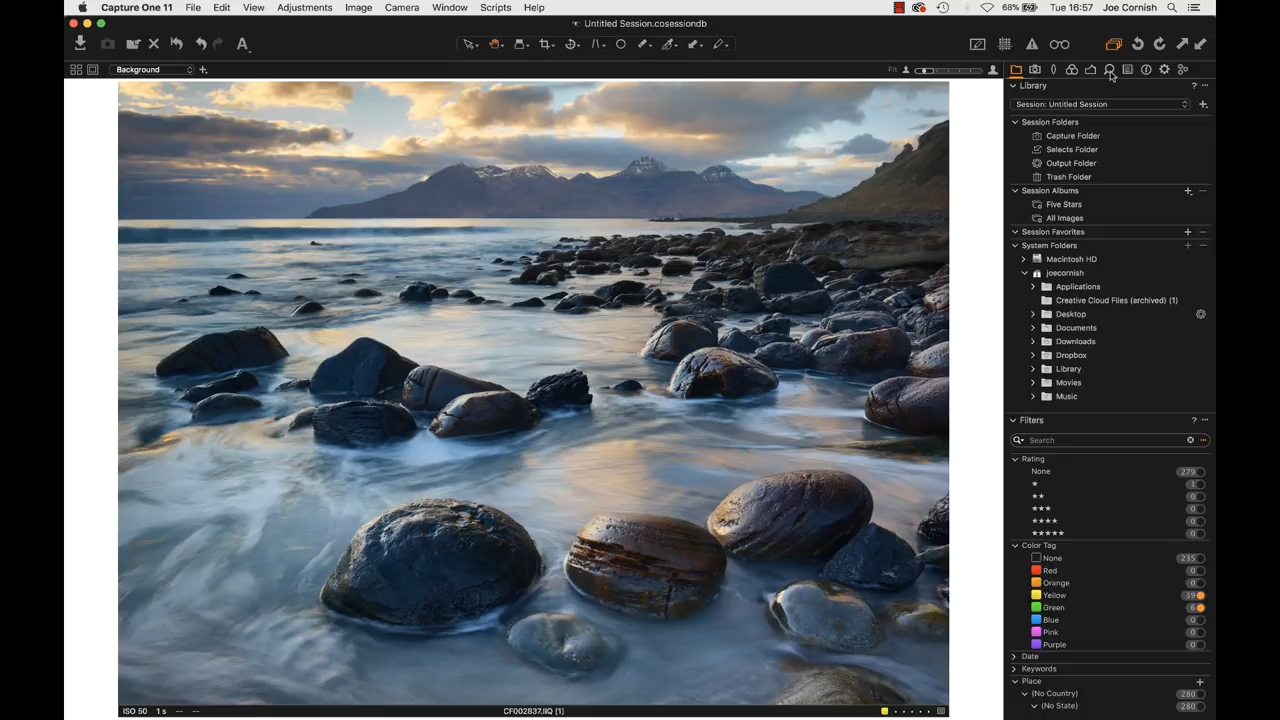 Capture One 11 File Edit View Adjustments Image Camera Window Scripts Help 68% Tue 16:57 Joe Cornish
Untitled Session.cosessiondb
A
Background Fit
Library ?
Session: Untitled Session
Session Folders
Capture Folder
Selects Folder
Output Folder
Trash Folder
Session Albums
Five Stars
All Images
Session Favorites
System Folders
Macintosh HD
joecornish
Applications
Creative Cloud Files (archived) (1)
Desktop
Documents
Downloads
Dropbox
Library
Movies
Music
Filters ?
Search
Rating
None 279
★ 1
★★ 0
★★★ 0
★★★★ 0
★★★★★ 0
Color Tag
None 235
Red 0
Orange 0
Yellow 39
Green 6
Blue 0
Pink 0
Purple 0
Date
Keywords
Place
(No Country) 280
(No State) 280
ISO 50 1 s -- -- CF002837.IIQ [1]